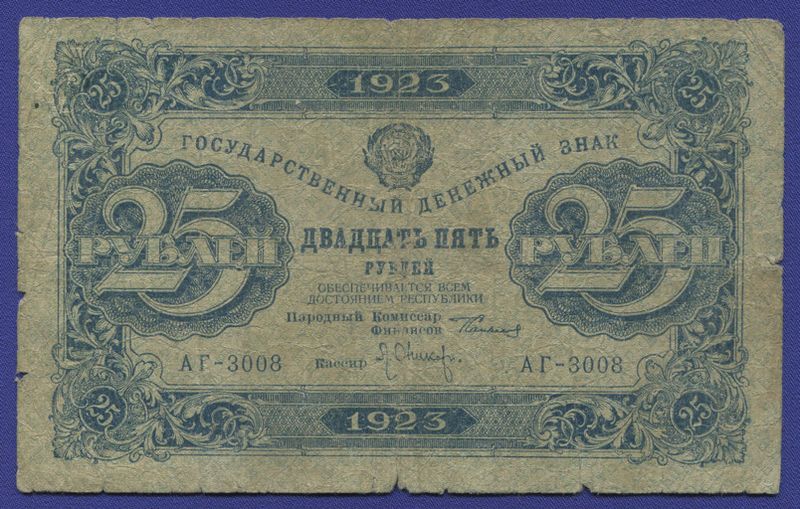 1923
25 25
ГОСУДАРСТВЕННЫЙ ДЕНЕЖНЫЙ ЗНАК
25 РУБЛЕЙ
25 РУБЛЕЙ
ДВАДЦАТЬ ПЯТЬ
РУБЛЕЙ
ОБЕСПЕЧИВАЕТСЯ ВСЕМ
ДОСТОЯНИЕМ РЕСПУБЛИКИ
Народный Комиссар
Финансов
АГ-3008 Кассир АГ-3008
25 25
1923